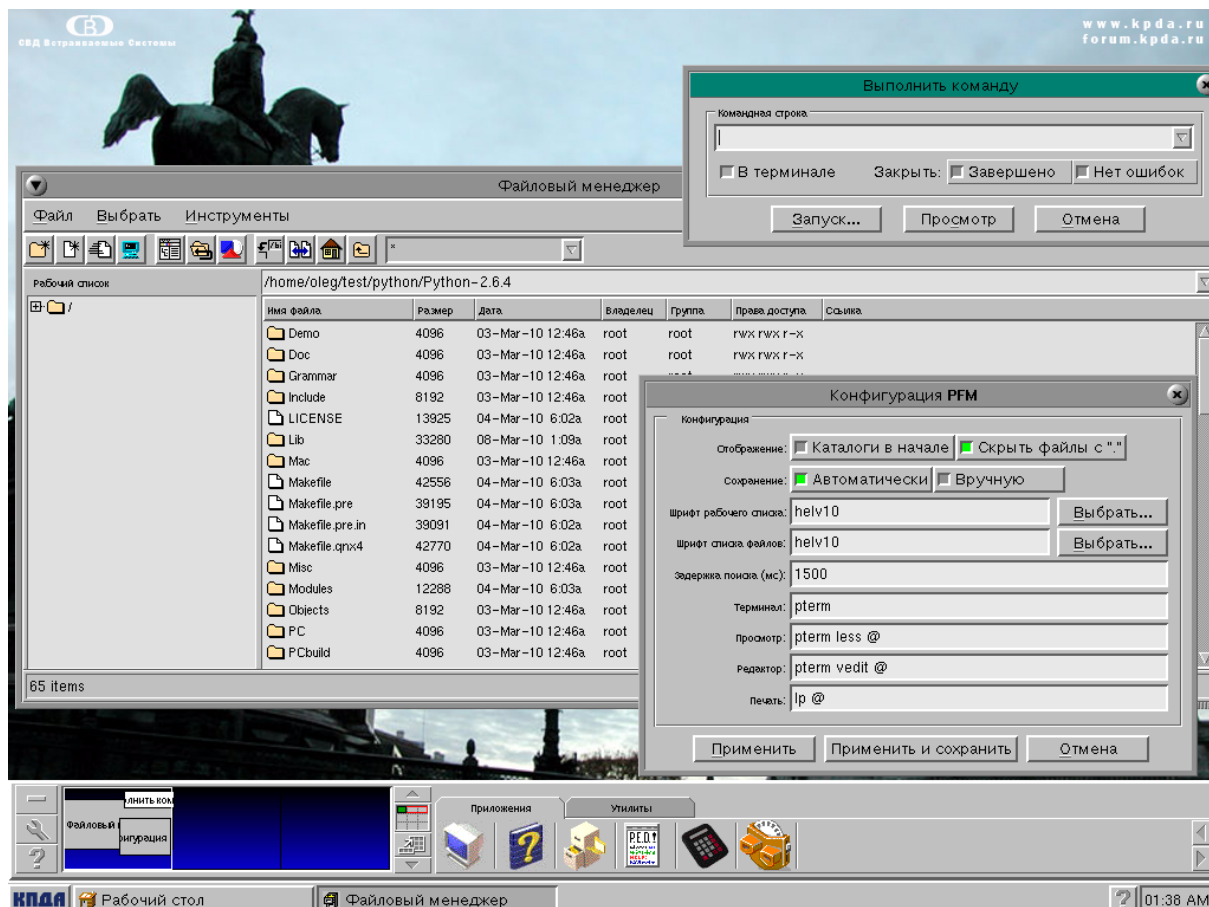 СВД Встраиваемые Системы
www.kpda.ru
forum.kpda.ru
Выполнить команду
Командная строка
В терминале
Закрыть:
Завершено
Нет ошибок
Запуск...
Просмотр
Отмена
Файловый менеджер
Файл Выбрать Инструменты
*
Рабочий список
/home/oleg/test/python/Python-2.6.4
/
Имя файла Размер Дата Владелец Группа Права доступа Ссылка
Demo 4096 03-Mar-10 12:46a root root rwx rwx r-x
Doc 4096 03-Mar-10 12:46a root root rwx rwx r-x
Grammar 4096 03-Mar-10 12:46a root
Include 8192 03-Mar-10 12:46a root
LICENSE 13925 04-Mar-10 6:02a root
Lib 33280 08-Mar-10 1:09a root
Mac 4096 03-Mar-10 12:46a root
Makefile 42556 04-Mar-10 6:03a root
Makefile.pre 39195 04-Mar-10 6:03a root
Makefile.pre.in 39091 04-Mar-10 6:02a root
Makefile.qnx4 42770 04-Mar-10 6:02a root
Misc 4096 03-Mar-10 12:46a root
Modules 12288 04-Mar-10 6:03a root
Objects 8192 03-Mar-10 12:46a root
PC 4096 03-Mar-10 12:46a root
PCbuild 4096 03-Mar-10 12:46a root
65 items
Конфигурация PFM
Конфигурация
Отображение: Каталоги в начале Скрыть файлы с "."
Сохранение: Автоматически Вручную
Шрифт рабочего списка: helv10 Выбрать...
Шрифт списка файлов: helv10 Выбрать...
Задержка поиска (мс): 1500
Терминал: pterm
Просмотр: pterm less @
Редактор: pterm vedit @
Печать: lp @
Применить
Применить и сохранить
Отмена
лнить ком
Файловый
фигурация
Приложения
Утилиты
КПДА
Рабочий стол
Файловый менеджер
01:38 AM